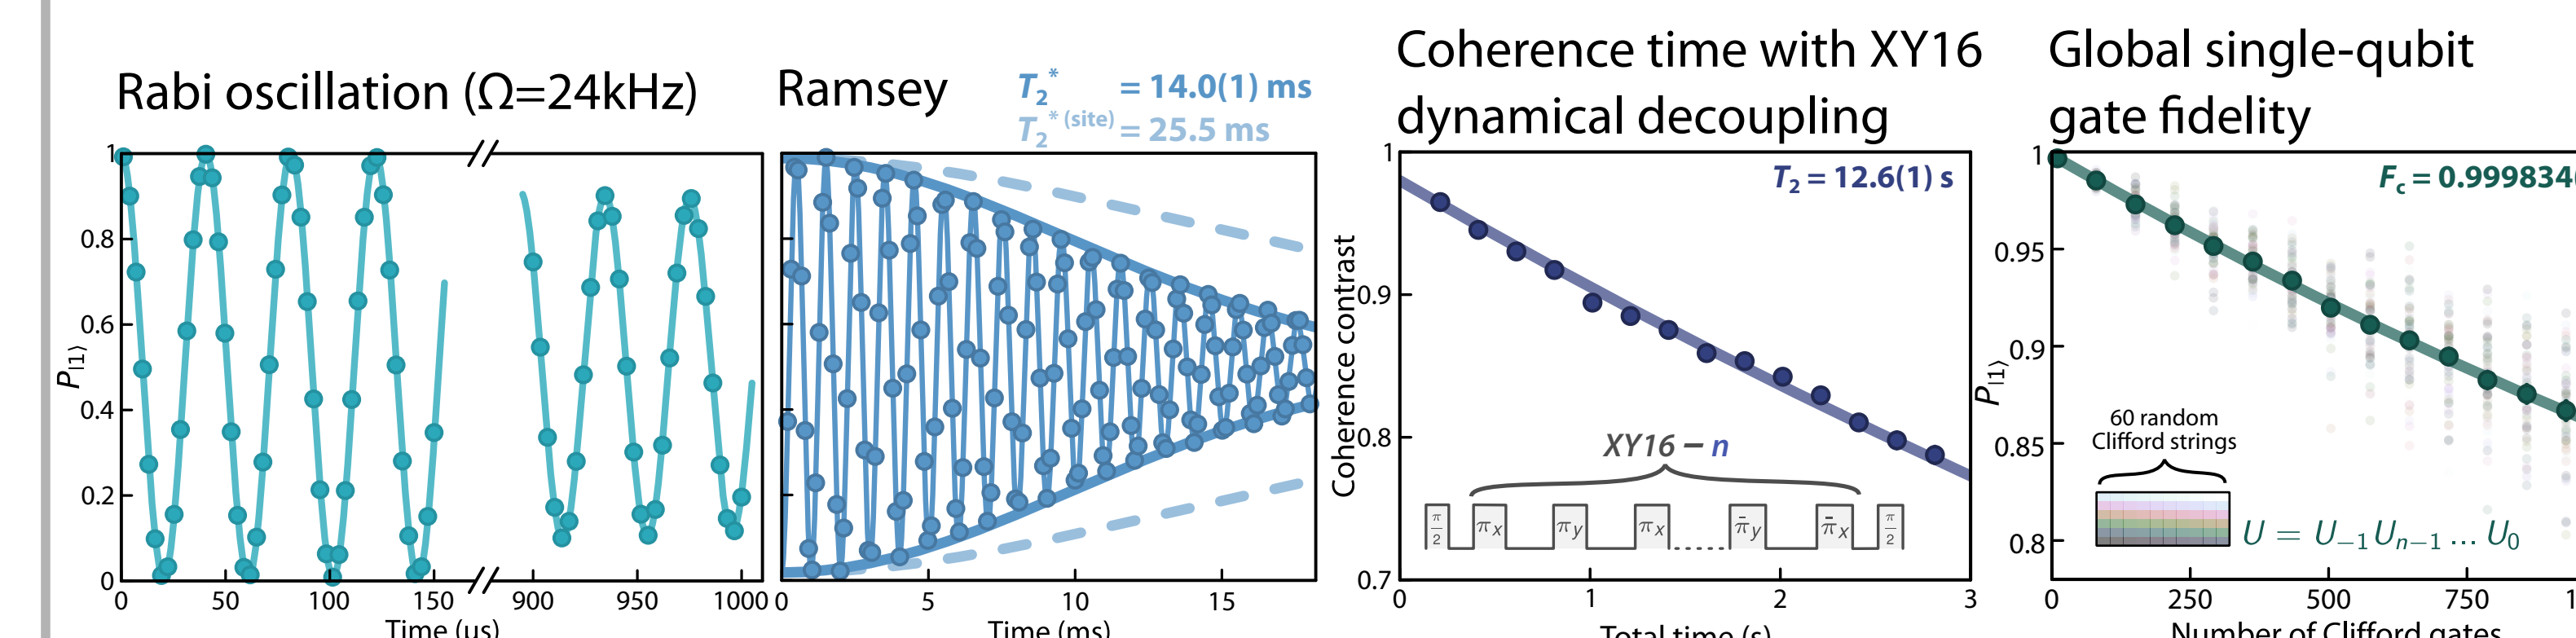 Rabi oscillation (Ω=24kHz)
1
0.8
0.6
0.4
0.2
0
P|1⟩
0 50 100 150 900 950 1000
Time (μs)
Ramsey
T2* = 14.0(1) ms
T2* (site) = 25.5 ms
0 5 10 15
Time (ms)
Coherence time with XY16
dynamical decoupling
T2 = 12.6(1) s
1
0.9
0.8
0.7
Coherence contrast
XY16 – n
π/2 πx πy πx π̄y π̄x π/2
0 1 2 3
Total time (s)
Global single-qubit
gate fidelity
Fc = 0.999834(
1
0.95
0.9
0.85
0.8
P|1⟩
60 random
Clifford strings
U = U−1Un−1 ... U0
0 250 500 750 1
Number of Clifford gates